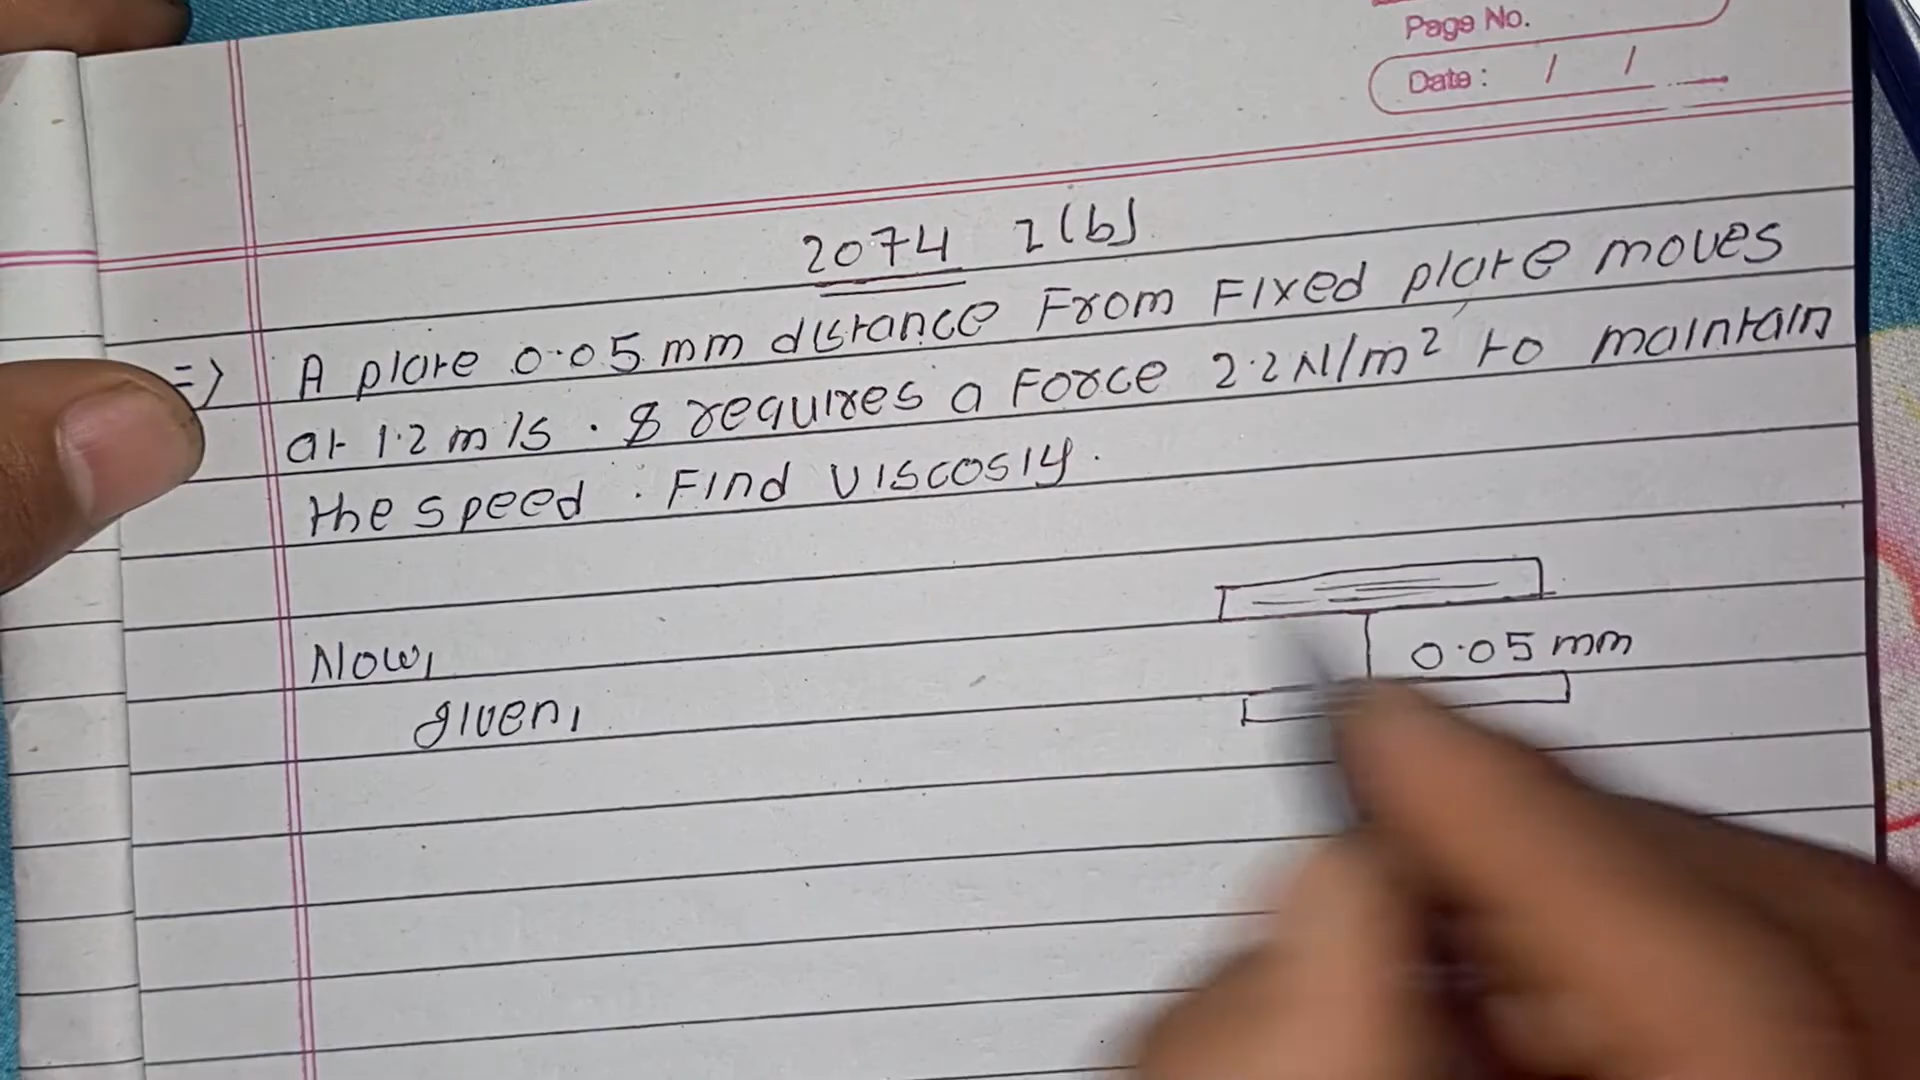 Page No.
Date : / /
2074 2(b)
=> A plate 0.05 mm distance From Fixed plate moves
at 1.2 m/s . & requires a Force 2.2 N/m² to maintain
the speed . Find viscosity.
Now,
given,
0.05 mm